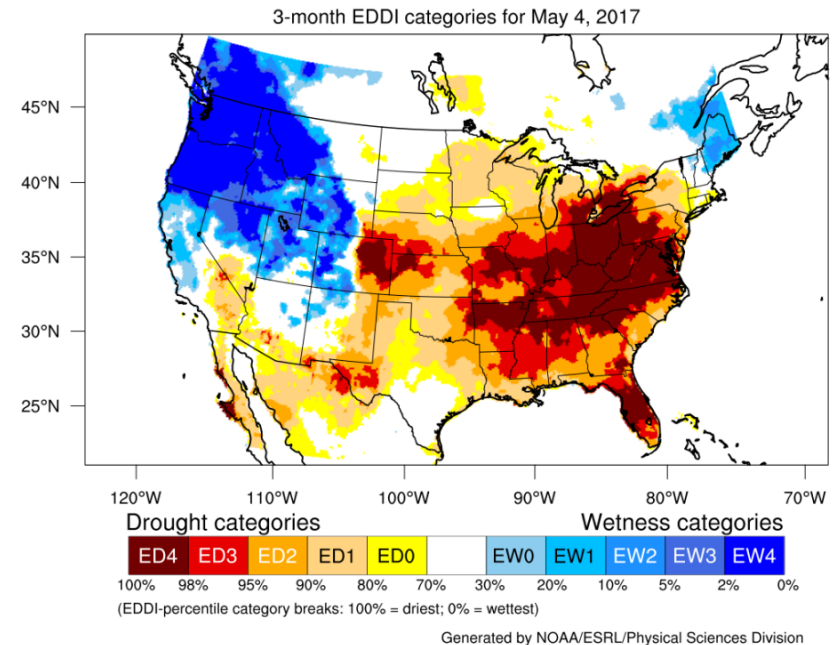 3-month EDDI categories for May 4, 2017
45°N
40°N
35°N
30°N
25°N
120°W 110°W 100°W 90°W 80°W 70°W
Drought categories Wetness categories
ED4 ED3 ED2 ED1 ED0 EW0 EW1 EW2 EW3 EW4
100% 98% 95% 90% 80% 70% 30% 20% 10% 5% 2% 0%
(EDDI-percentile category breaks: 100% = driest; 0% = wettest)
Generated by NOAA/ESRL/Physical Sciences Division